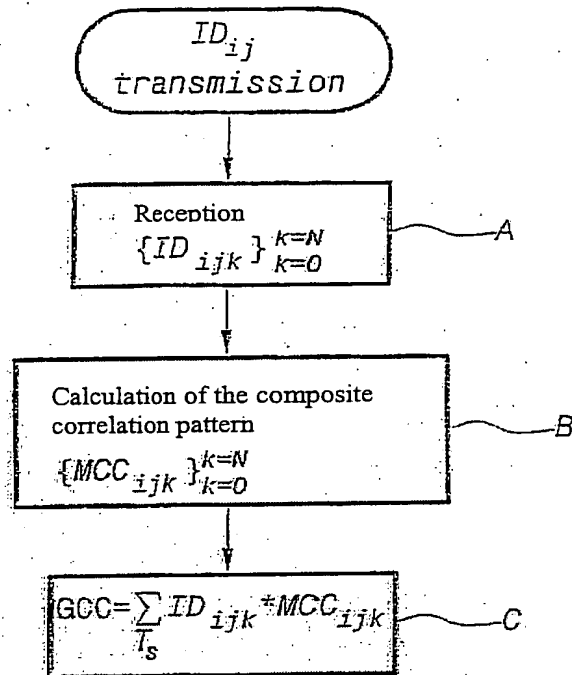 ID_ij
transmission
Reception
{ID_ijk}^{k=N}_{k=0}
A
Calculation of the composite
correlation pattern
{MCC_ijk}^{k=N}_{k=0}
B
GCC=∑_{T_s} ID_ijk*MCC_ijk
C